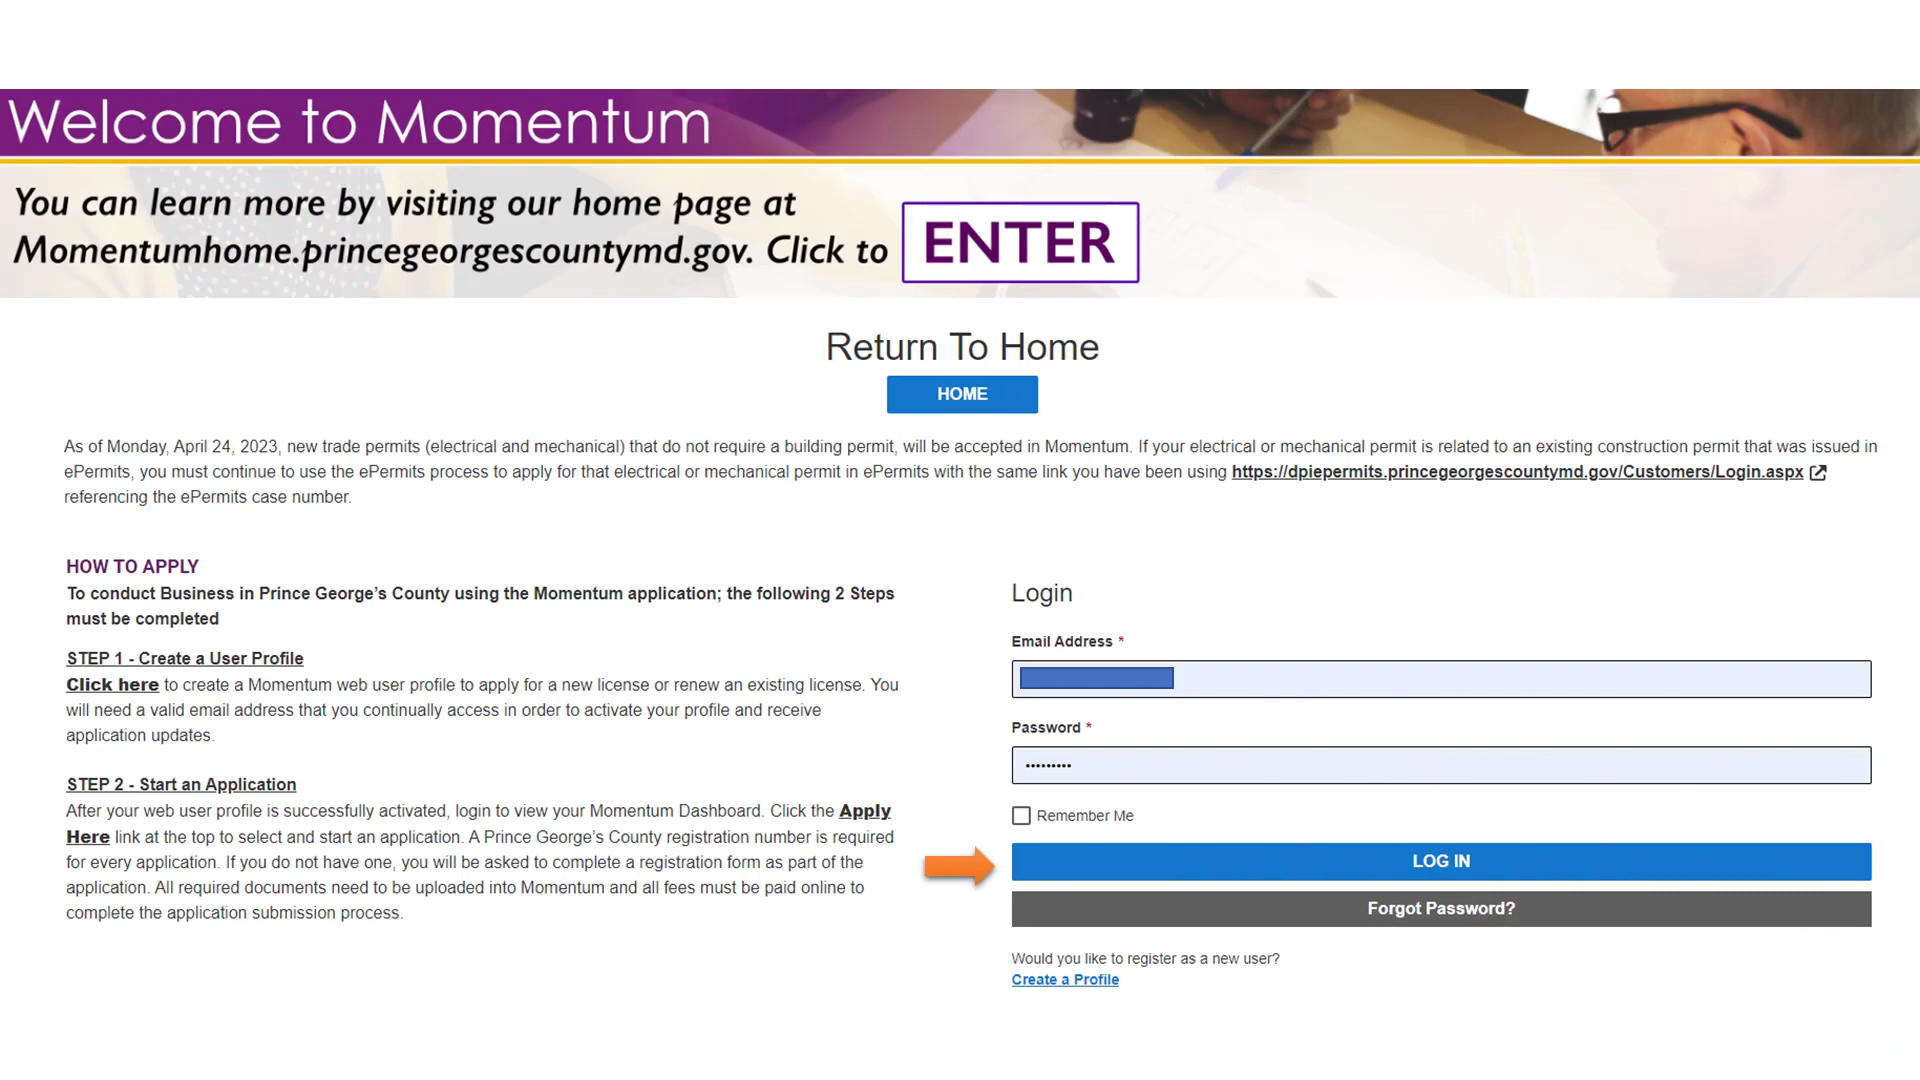 Welcome to Momentum
You can learn more by visiting our home page at
Momentumhome.princegeorgescountymd.gov. Click to
ENTER
Return To Home
HOME
As of Monday, April 24, 2023, new trade permits (electrical and mechanical) that do not require a building permit, will be accepted in Momentum. If your electrical or mechanical permit is related to an existing construction permit that was issued in
ePermits, you must continue to use the ePermits process to apply for that electrical or mechanical permit in ePermits with the same link you have been using https://dpiepermits.princegeorgescountymd.gov/Customers/Login.aspx
referencing the ePermits case number.
HOW TO APPLY
To conduct Business in Prince George’s County using the Momentum application; the following 2 Steps
must be completed
STEP 1 - Create a User Profile
Click here to create a Momentum web user profile to apply for a new license or renew an existing license. You
will need a valid email address that you continually access in order to activate your profile and receive
application updates.
STEP 2 - Start an Application
After your web user profile is successfully activated, login to view your Momentum Dashboard. Click the Apply
Here link at the top to select and start an application. A Prince George’s County registration number is required
for every application. If you do not have one, you will be asked to complete a registration form as part of the
application. All required documents need to be uploaded into Momentum and all fees must be paid online to
complete the application submission process.
Login
Email Address *
Password *
•••••••••
Remember Me
LOG IN
Forgot Password?
Would you like to register as a new user?
Create a Profile